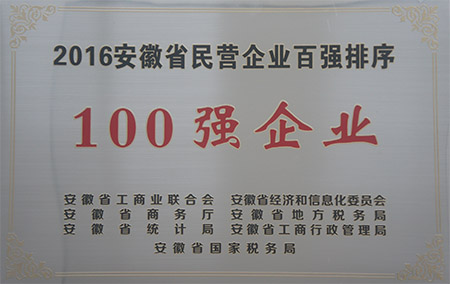 2016安徽省民营企业百强排序
100强企业
安徽省工商业联合会 安徽省经济和信息化委员会
安徽省商务厅 安徽省地方税务局
安徽省统计局 安徽省工商行政管理局
安徽省国家税务局